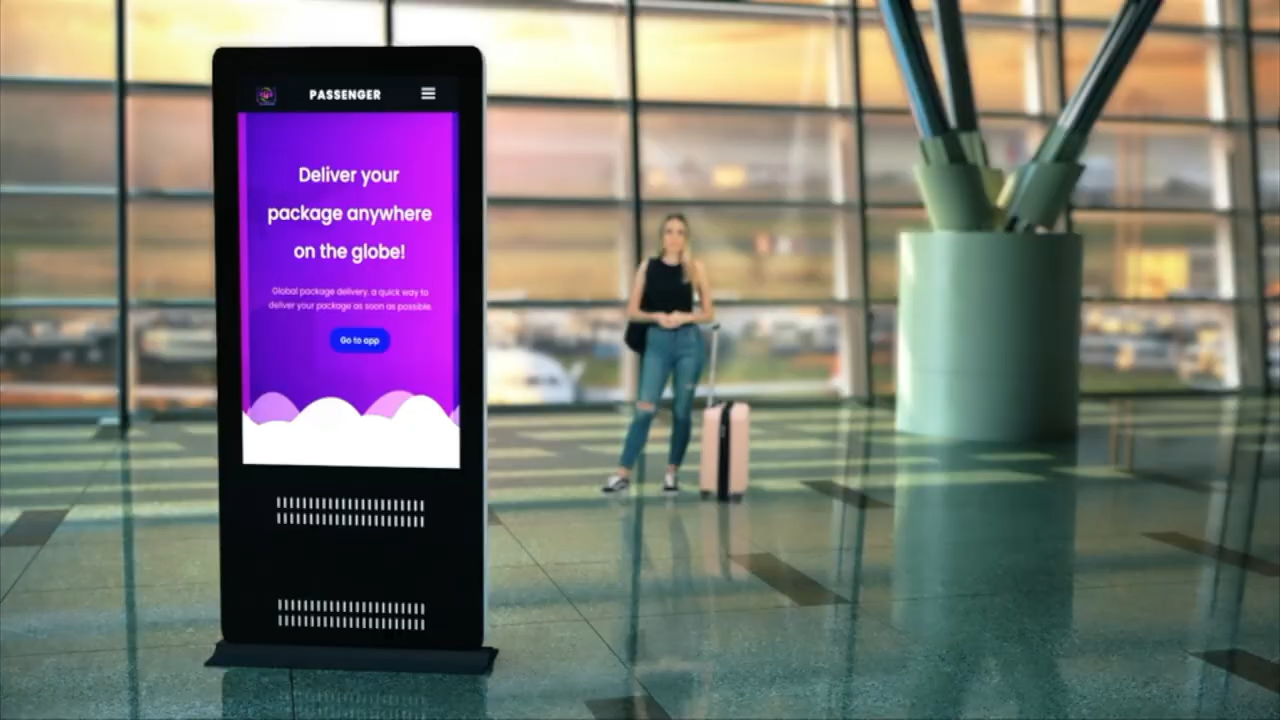 PASSENGER
Deliver your
package anywhere
on the globe!
Global package delivery, a quick way to
deliver your package as soon as possible.
Go to app